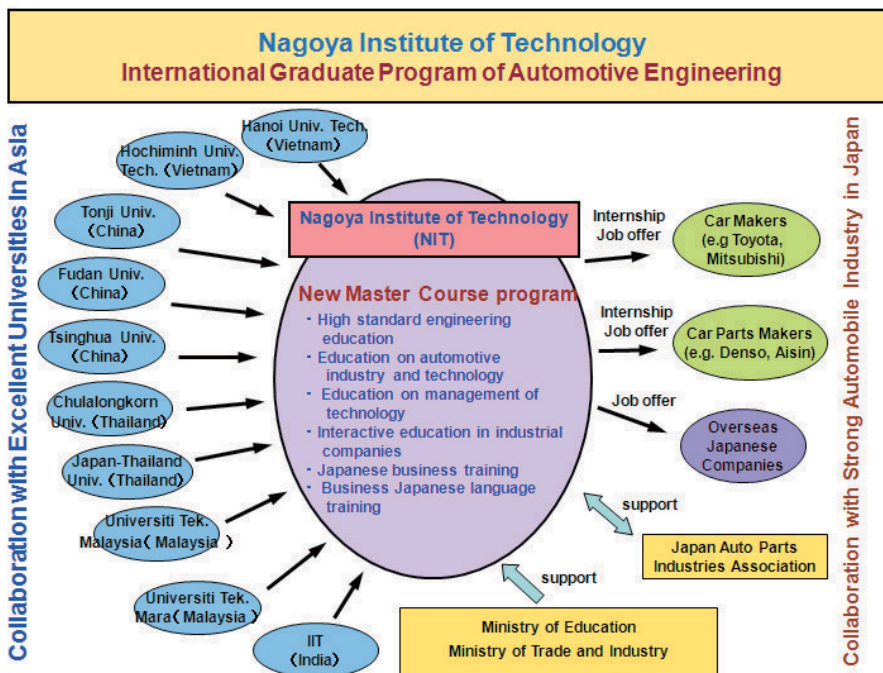 Nagoya Institute of Technology
International Graduate Program of Automotive Engineering
Collaboration with Excellent Universities In Asia
Hanoi Univ. Tech.
(Vietnam)
Hochiminh Univ.
Tech. (Vietnam)
Tonji Univ.
(China)
Fudan Univ.
(China)
Tsinghua Univ.
(China)
Chulalongkorn
Univ. (Thailand)
Japan-Thailand
Univ. (Thailand)
Universiti Tek.
Malaysia( Malaysia )
Universiti Tek.
Mara( Malaysia )
IIT
(India)
Nagoya Institute of Technology
(NIT)
New Master Course program
・High standard engineering
education
・Education on automotive
industry and technology
・Education on management of
technology
・Interactive education in industrial
companies
・Japanese business training
・Business Japanese language
training
Internship
Job offer
Car Makers
(e.g Toyota,
Mitsubishi)
Internship
Job offer
Car Parts Makers
(e.g. Denso, Aisin)
Job offer
Overseas
Japanese
Companies
support
Japan Auto Parts
Industries Association
support
Ministry of Education
Ministry of Trade and Industry
Collaboration with Strong Automobile Industry in Japan